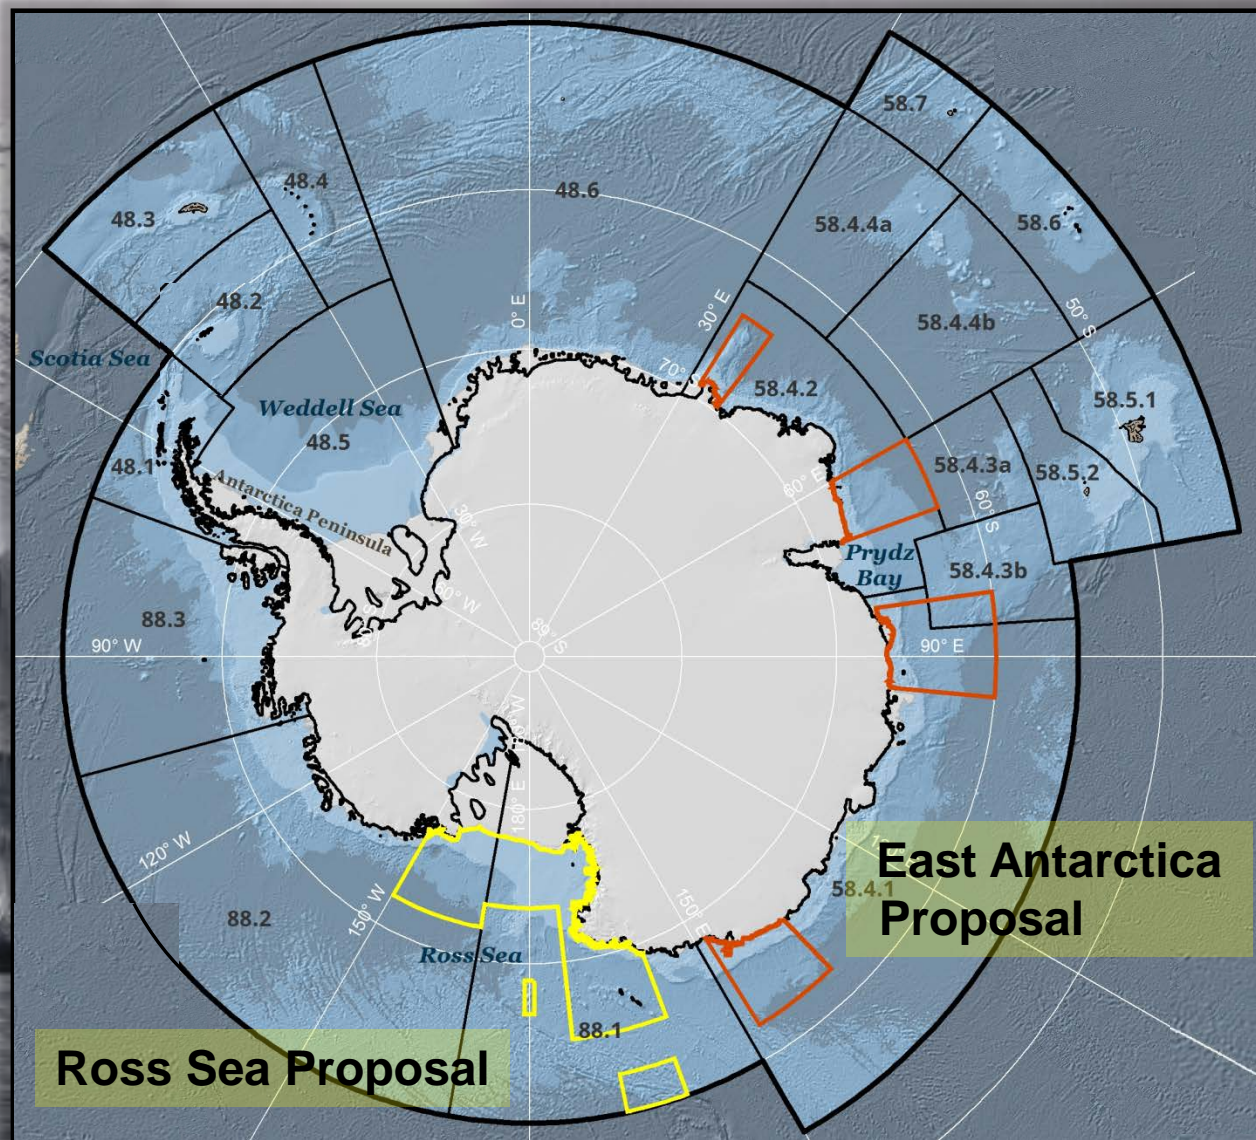 58.7
48.4
48.6
48.3
58.4.4a
58.6
48.2
0° E
30° E
50° S
58.4.4b
Scotia Sea
70° S
58.4.2
Weddell Sea
58.5.1
48.5
48.1
58.4.3a
58.5.2
60° E
60° S
Antarctica Peninsula
30° W
Prydz
Bay
58.4.3b
60° W
88.3
89° S
90° W
90° E
180° E
120° W
150° W
150° E
58.4.1
88.2
Ross Sea
88.1
East Antarctica
Proposal
Ross Sea Proposal